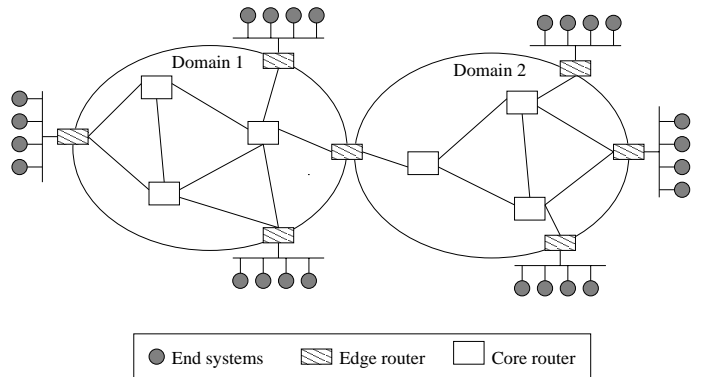 Domain 1
Domain 2
End systems
Edge router
Core router